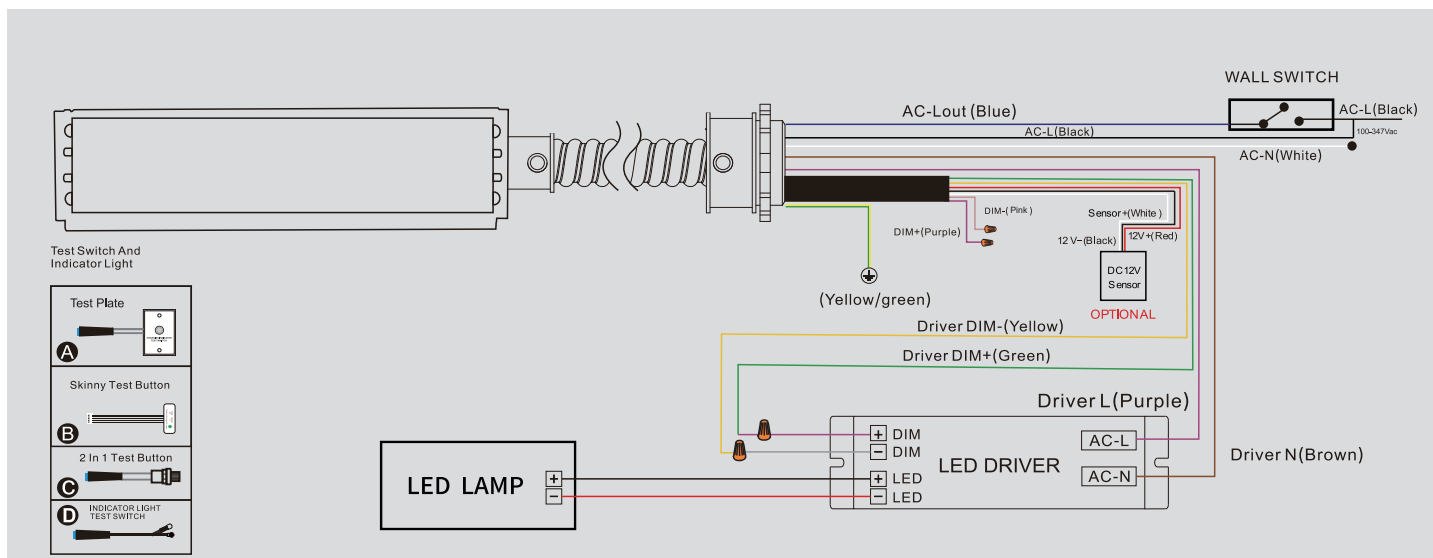 WALL SWITCH
AC-Lout (Blue)
AC-L(Black)
AC-L(Black)
100-347Vac
AC-N(White)
DIM-(Pink )
DIM+(Purple)
Sensor+(White )
12 V-(Black)
12V+(Red)
DC12V
Sensor
OPTIONAL
(Yellow/green)
Test Switch And
Indicator Light
Test Plate
A
Skinny Test Button
B
2 In 1 Test Button
C
INDICATOR LIGHT
TEST SWITCH
D
Driver DIM-(Yellow)
Driver DIM+(Green)
Driver L(Purple)
Driver N(Brown)
+ DIM
− DIM
+ LED
− LED
LED DRIVER
AC-L
AC-N
LED LAMP
+
−